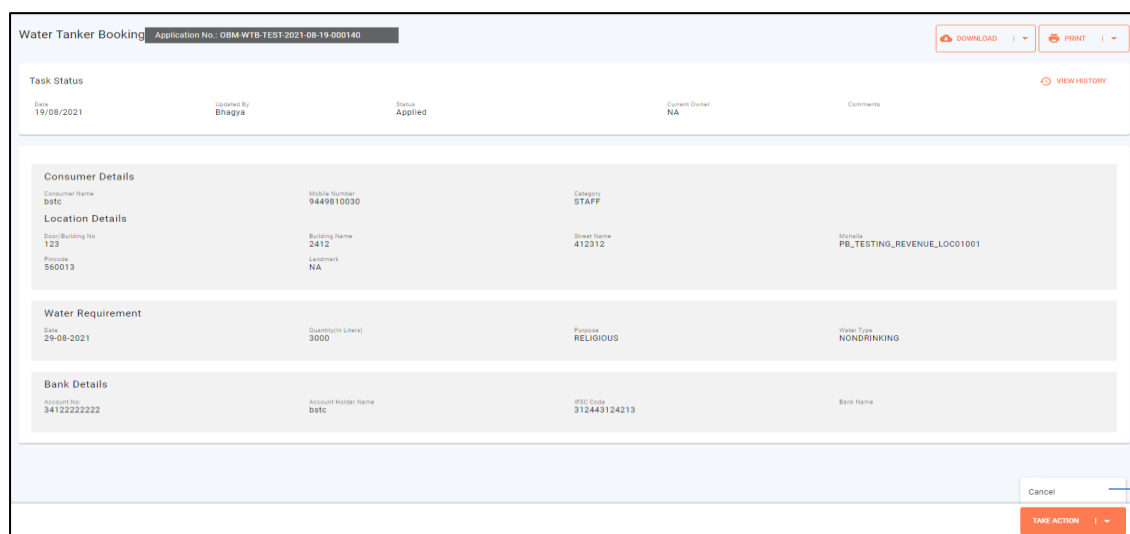 Water Tanker Booking Application No.: OBM-WTB-TEST-2021-08-19-000140
DOWNLOAD PRINT
Task Status VIEW HISTORY
Date Updated By Status Current Owner Comments
19/08/2021 Bhagya Applied NA
Consumer Details
Consumer Name Mobile Number Category
bstc 9449810030 STAFF
Location Details
Door/Building No Building Name Street Name Mohalla
123 2412 412312 PB_TESTING_REVENUE_LOC01001
Pincode Landmark
560013 NA
Water Requirement
Date Quantity(In Liters) Purpose Water Type
29-08-2021 3000 RELIGIOUS NONDRINKING
Bank Details
Account No: Account Holder Name IFSC Code Bank Name
34122222222 bstc 312443124213
Cancel
TAKE ACTION